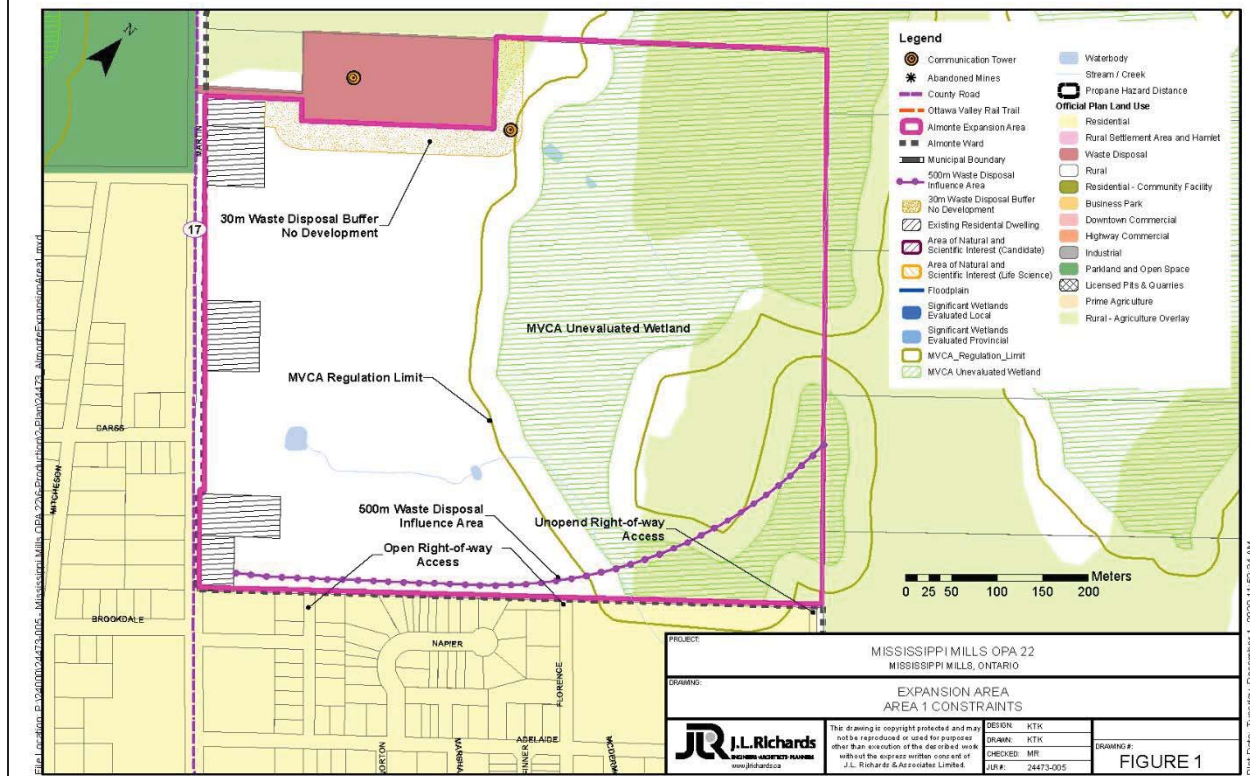 N
MARTIN
17
30m Waste Disposal Buffer
No Development
MVCA Unevaluated Wetland
MVCA Regulation Limit
CARSS
MITCHESON
500m Waste Disposal
Influence Area
Unopend Right-of-way
Access
Open Right-of-way
Access
BROOKDALE
NAPIER
FLORENCE
ADELAIDE
Legend
Communication Tower
Abandoned Mines
County Road
Ottawa Valley Rail Trail
Almonte Expansion Area
Almonte Ward
Municipal Boundary
500m Waste Disposal
Influence Area
30m Waste Disposal Buffer
No Development
Existing Residental Dwelling
Area of Natural and
Scientific Interest (Candidate)
Area of Natural and
Scientific Interest (Life Science)
Floodplain
Significant Wetlands
Evaluated Local
Significant Wetlands
Evaluated Provincial
MVCA_Regulation_Limit
MVCA Unevaluated Wetland
Waterbody
Stream / Creek
Propane Hazard Distance
Official Plan Land Use
Residential
Rural Settlement Area and Hamlet
Waste Disposal
Rural
Residential - Community Facility
Business Park
Downtown Commercial
Highway Commercial
Industrial
Parkland and Open Space
Licensed Pits & Quarries
Prime Agriculture
Rural - Agriculture Overlay
Meters
0 25 50 100 150 200
PROJECT:
MISSISSIPPI MILLS OPA 22
MISSISSIPPI MILLS, ONTARIO
DRAWING:
EXPANSION AREA
AREA 1 CONSTRAINTS
JLR J.L.Richards
ENGINEERS · ARCHITECTS · PLANNERS
www.jlrichards.ca
This drawing is copyright protected and may
not be reproduced or used for purposes
other than execution of the described work
without the express written consent of
J.L. Richards & Associates Limited.
DESIGN: KTK
DRAWN: KTK
CHECKED: MR
JLR #: 24473-005
DRAWING #:
FIGURE 1